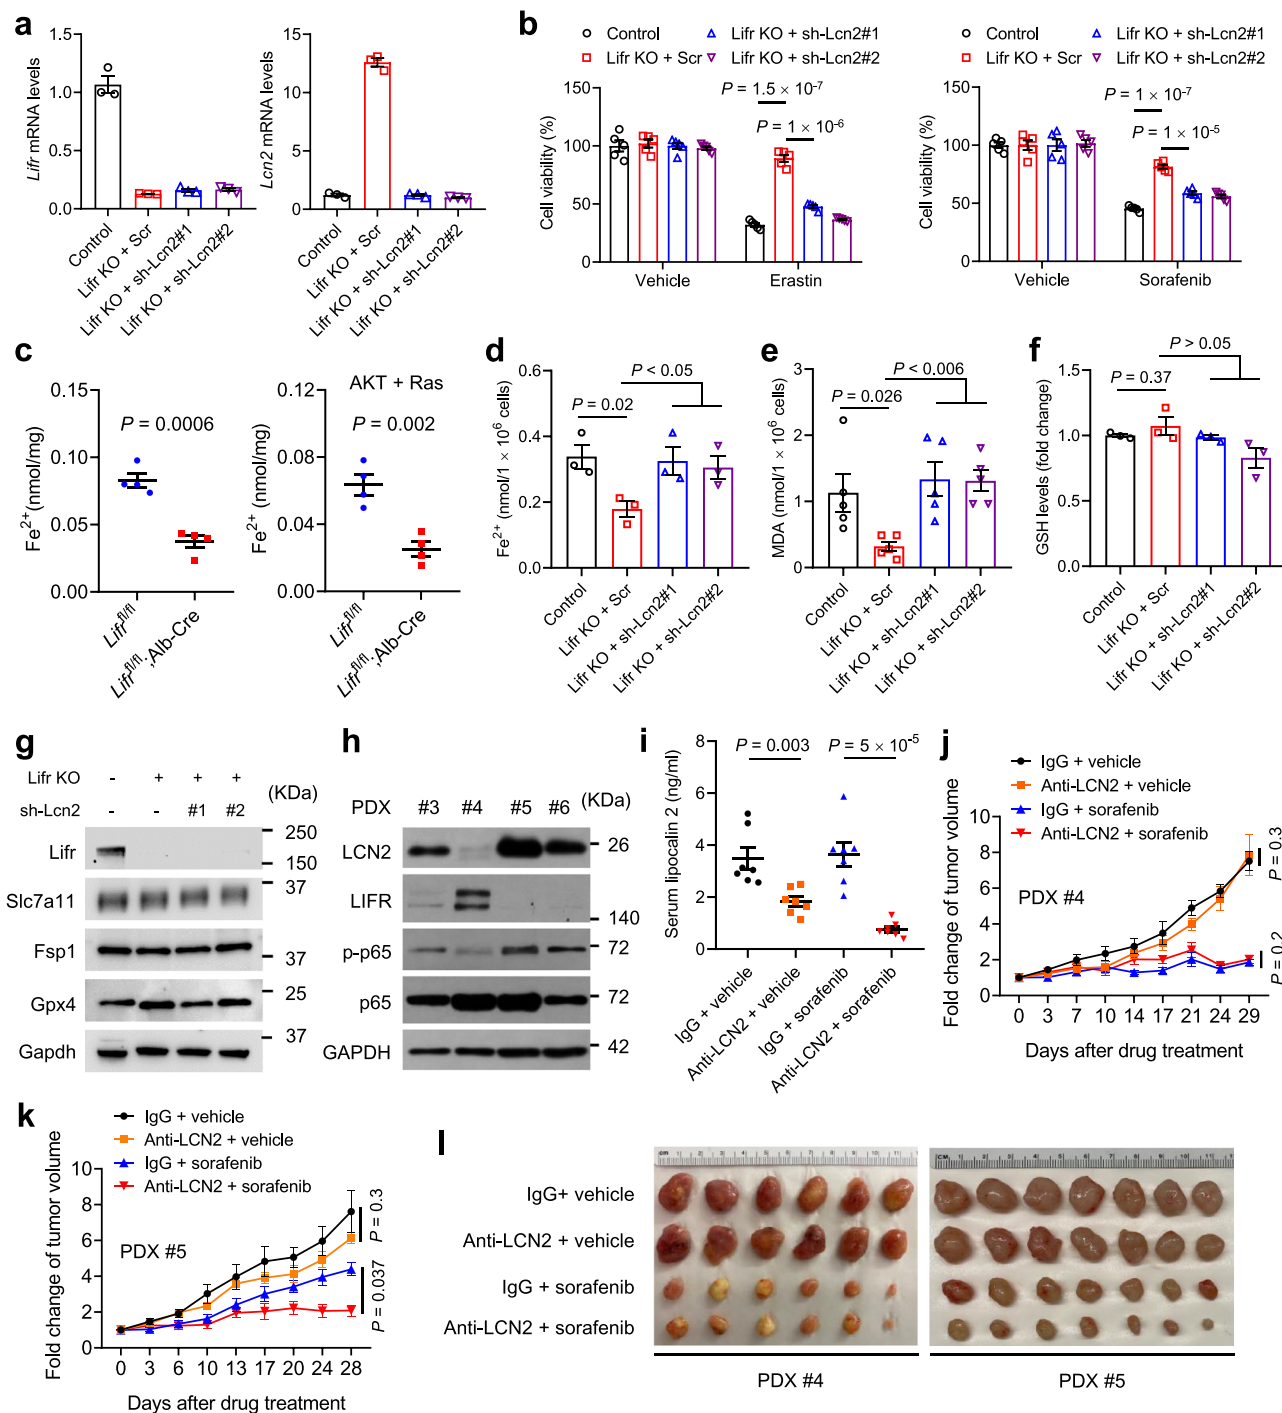 a
Lifr mRNA levels
1.5
1.0
0.5
0.0
Control
Lifr KO + Scr
Lifr KO + sh-Lcn2#1
Lifr KO + sh-Lcn2#2
Lcn2 mRNA levels
15
10
5
0
Control
Lifr KO + Scr
Lifr KO + sh-Lcn2#1
Lifr KO + sh-Lcn2#2
b
Control
Lifr KO + sh-Lcn2#1
Lifr KO + Scr
Lifr KO + sh-Lcn2#2
Cell viability (%)
150
100
50
0
P = 1.5 × 10-7
P = 1 × 10-6
Vehicle
Erastin
Control
Lifr KO + sh-Lcn2#1
Lifr KO + Scr
Lifr KO + sh-Lcn2#2
Cell viability (%)
150
100
50
0
P = 1 × 10-7
P = 1 × 10-5
Vehicle
Sorafenib
c
Fe2+(nmol/mg)
0.15
0.10
0.05
0.00
P = 0.0006
Lifr fl/fl
Lifr fl/fl;Alb-Cre
Fe2+ (nmol/mg)
0.12
0.08
0.04
0.00
AKT + Ras
P = 0.002
Lifr fl/fl
Lifr fl/fl;Alb-Cre
d
Fe2+(nmol/1 × 106 cells)
0.6
0.4
0.2
0.0
P < 0.05
P = 0.02
Control
Lifr KO + Scr
Lifr KO + sh-Lcn2#1
Lifr KO + sh-Lcn2#2
e
MDA (nmol/1 × 106 cells)
3
2
1
0
P < 0.006
P = 0.026
Control
Lifr KO + Scr
Lifr KO + sh-Lcn2#1
Lifr KO + sh-Lcn2#2
f
GSH levels (fold change)
1.5
1.0
0.5
0.0
P > 0.05
P = 0.37
Control
Lifr KO + Scr
Lifr KO + sh-Lcn2#1
Lifr KO + sh-Lcn2#2
g
Lifr KO - + + +
sh-Lcn2 - - #1 #2
(KDa)
Lifr
250
150
Slc7a11
37
Fsp1
37
Gpx4
25
Gapdh
37
h
PDX #3 #4 #5 #6 (KDa)
LCN2
26
LIFR
140
p-p65
72
p65
72
GAPDH
42
i
Serum lipocalin 2 (ng/ml)
8
6
4
2
0
P = 0.003
P = 5 × 10-5
IgG + vehicle
Anti-LCN2 + vehicle
IgG + sorafenib
Anti-LCN2 + sorafenib
j
IgG + vehicle
Anti-LCN2 + vehicle
IgG + sorafenib
Anti-LCN2 + sorafenib
Fold change of tumor volume
10
8
6
4
2
0
PDX #4
P = 0.3
P = 0.2
0 3 7 10 14 17 21 24 29
Days after drug treatment
k
IgG + vehicle
Anti-LCN2 + vehicle
IgG + sorafenib
Anti-LCN2 + sorafenib
Fold change of tumor volume
10
8
6
4
2
0
PDX #5
P = 0.3
P = 0.037
0 3 6 10 13 17 20 24 28
Days after drug treatment
l
IgG+ vehicle
Anti-LCN2 + vehicle
IgG + sorafenib
Anti-LCN2 + sorafenib
PDX #4
PDX #5